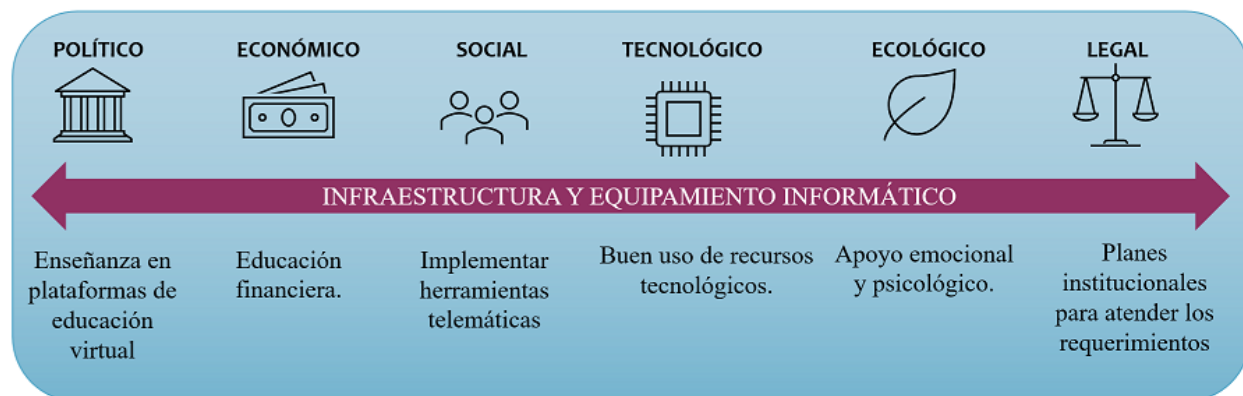 POLÍTICO
ECONÓMICO
SOCIAL
TECNOLÓGICO
ECOLÓGICO
LEGAL
INFRAESTRUCTURA Y EQUIPAMIENTO INFORMÁTICO
Enseñanza en
plataformas de
educación
virtual
Educación
financiera.
Implementar
herramientas
telemáticas
Buen uso de recursos
tecnológicos.
Apoyo emocional
y psicológico.
Planes
institucionales
para atender los
requerimientos